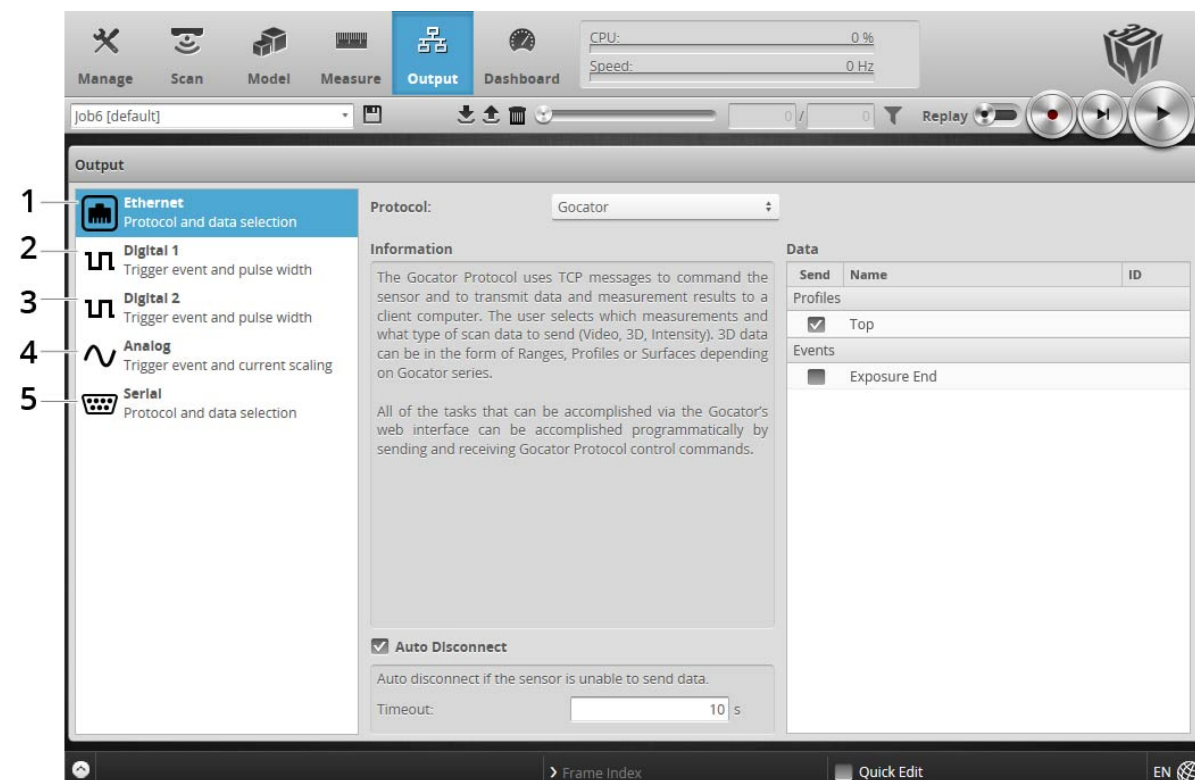 Manage
Scan
Model
Measure
Output
Dashboard
CPU:
0 %
Speed:
0 Hz
LMI
3D
Job6 [default]
0 /
0
Replay
Output
1
Ethernet
Protocol and data selection
2
Digital 1
Trigger event and pulse width
3
Digital 2
Trigger event and pulse width
4
Analog
Trigger event and current scaling
5
Serial
Protocol and data selection
Protocol:
Gocator
Information
The Gocator Protocol uses TCP messages to command the
sensor and to transmit data and measurement results to a
client computer. The user selects which measurements and
what type of scan data to send (Video, 3D, Intensity). 3D data
can be in the form of Ranges, Profiles or Surfaces depending
on Gocator series.
All of the tasks that can be accomplished via the Gocator's
web interface can be accomplished programmatically by
sending and receiving Gocator Protocol control commands.
Auto Disconnect
Auto disconnect if the sensor is unable to send data.
Timeout:
10 s
Data
Send Name ID
Profiles
Top
Events
Exposure End
Frame Index
Quick Edit
EN